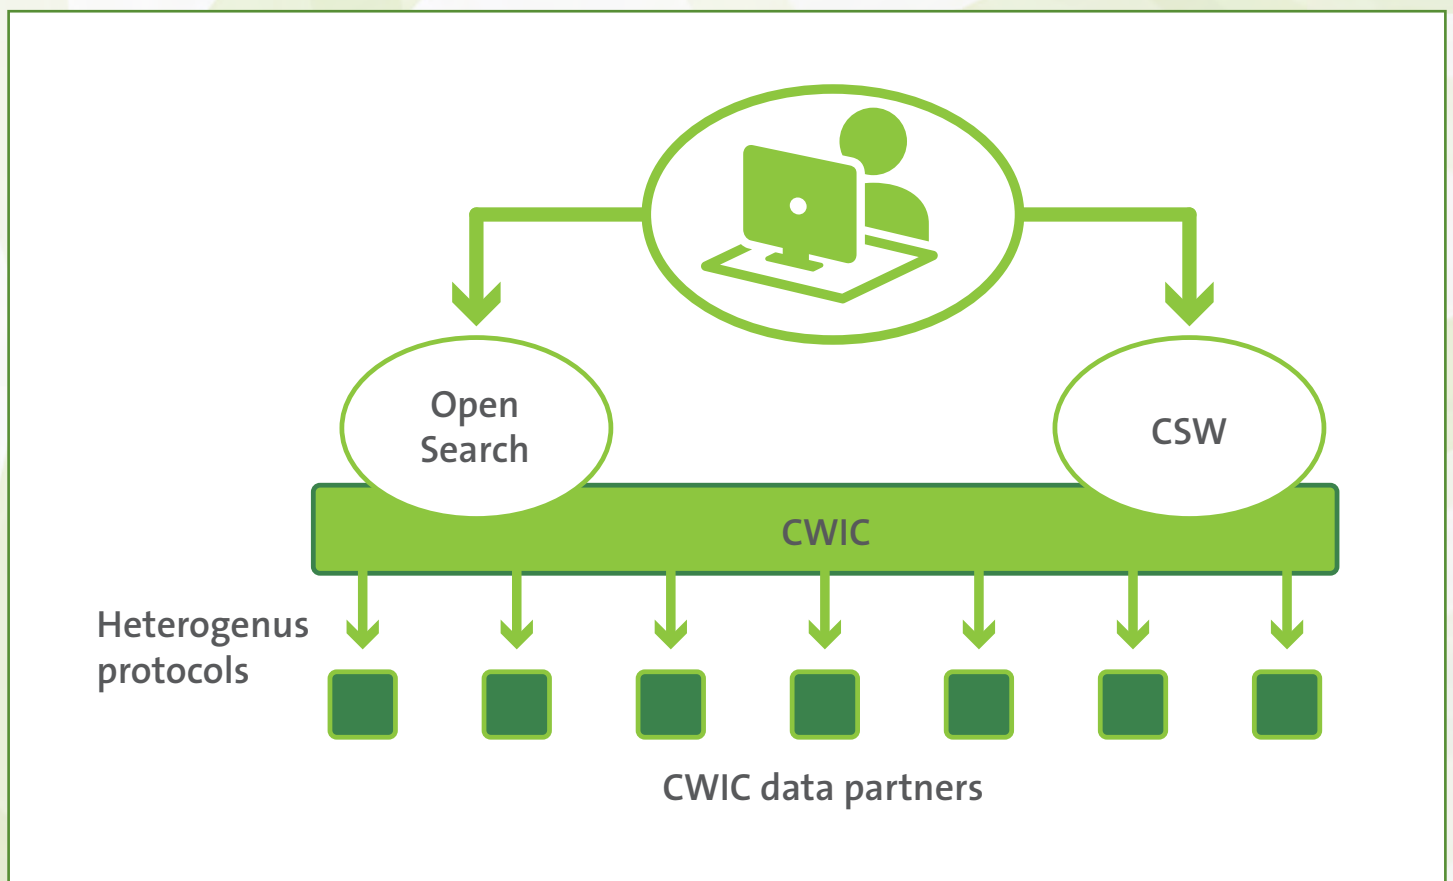 Open
Search
CSW
CWIC
Heterogenus
protocols
CWIC data partners